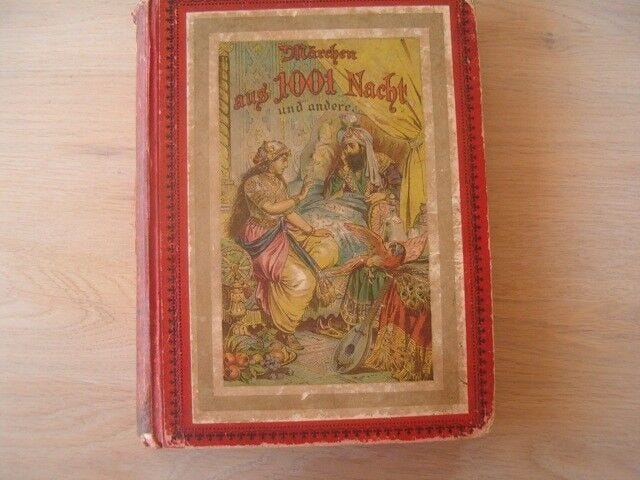 Märchen
aus 1001 Nacht
und andere.